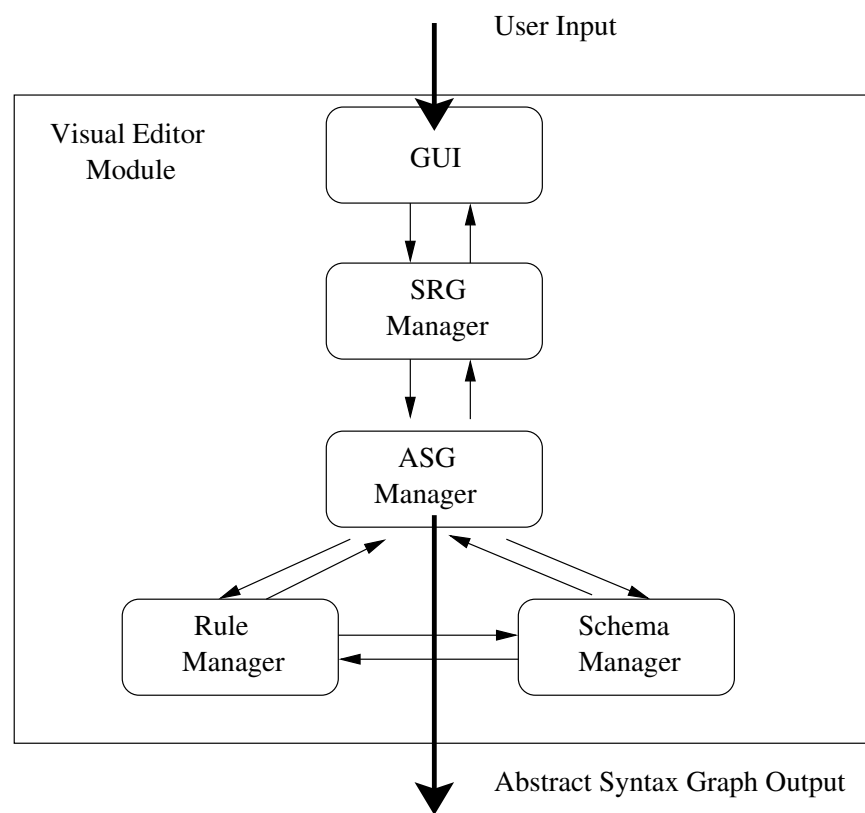 User Input
Visual Editor
Module
GUI
SRG
Manager
ASG
Manager
Rule
Manager
Schema
Manager
Abstract Syntax Graph Output